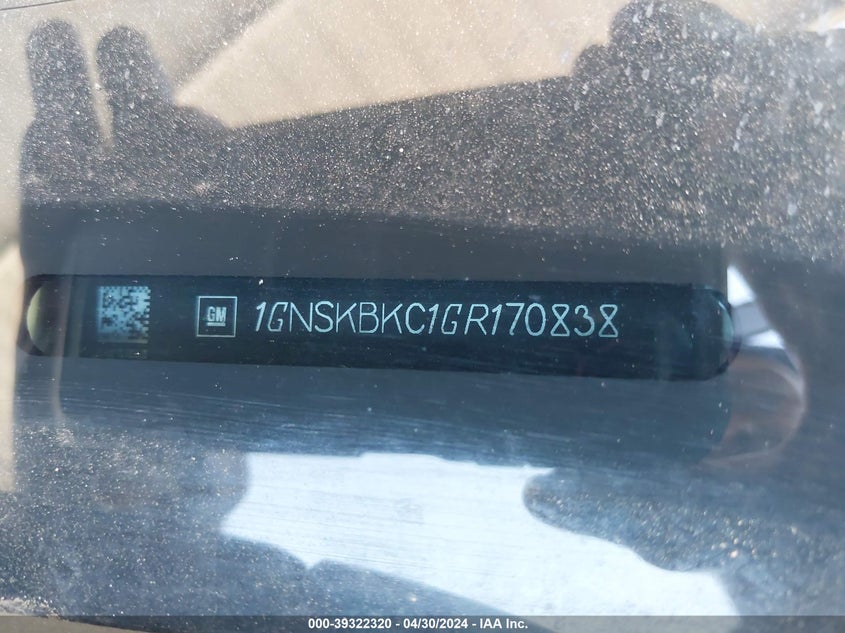 GM 1GNSKBKC1GR170838
000-39322320 / 04/30/2024 - IAA Inc.